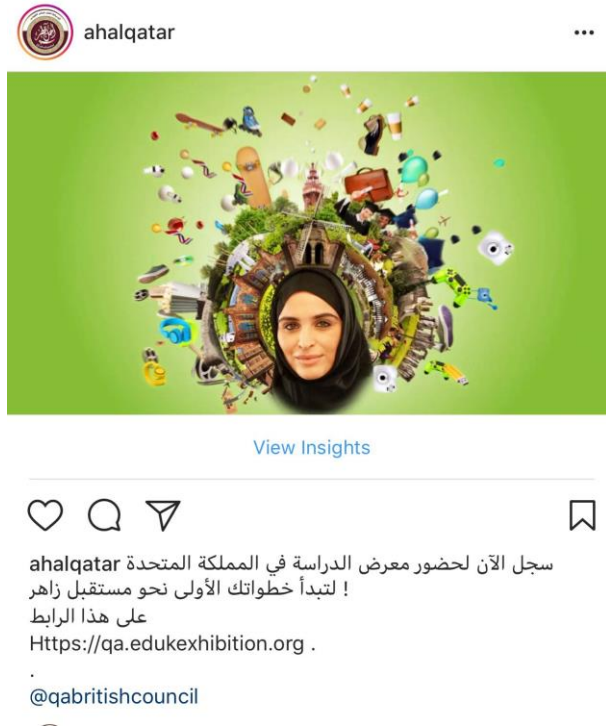 ahalqatar
View Insights
ahalqatar سجل الآن لحضور معرض الدراسة في المملكة المتحدة
لتبدأ خطواتك الأولى نحو مستقبل زاهر !
على هذا الرابط
Https://qa.edukexhibition.org .
.
@qabritishcouncil